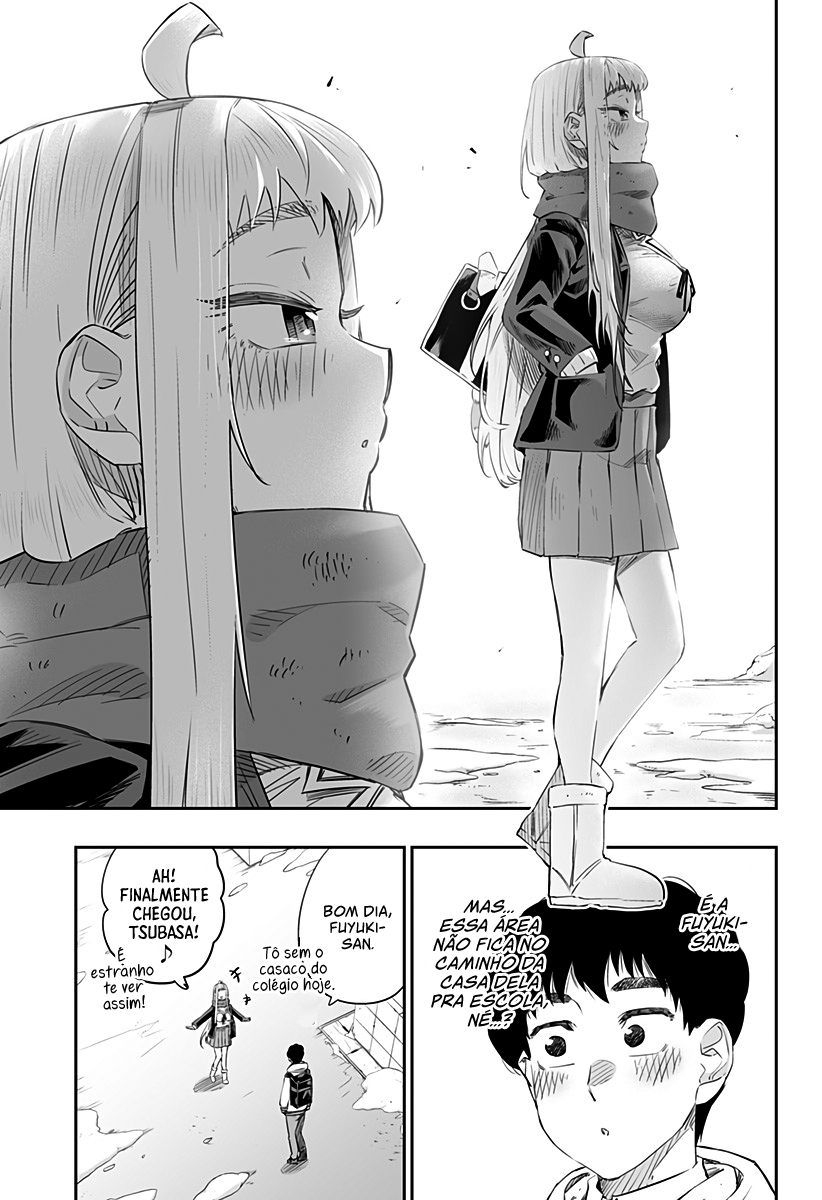 É A
FUYUKI-
SAN...
MAS...
ESSA ÁREA
NÃO FICA NO
CAMINHO DA
CASA DELA
PRA ESCOLA,
NÉ...?
BOM DIA,
FUYUKI-
SAN.
Tô sem o
casaco do
colégio hoje.
AH!
FINALMENTE
CHEGOU,
TSUBASA!
♪
É
estranho
te ver
assim!